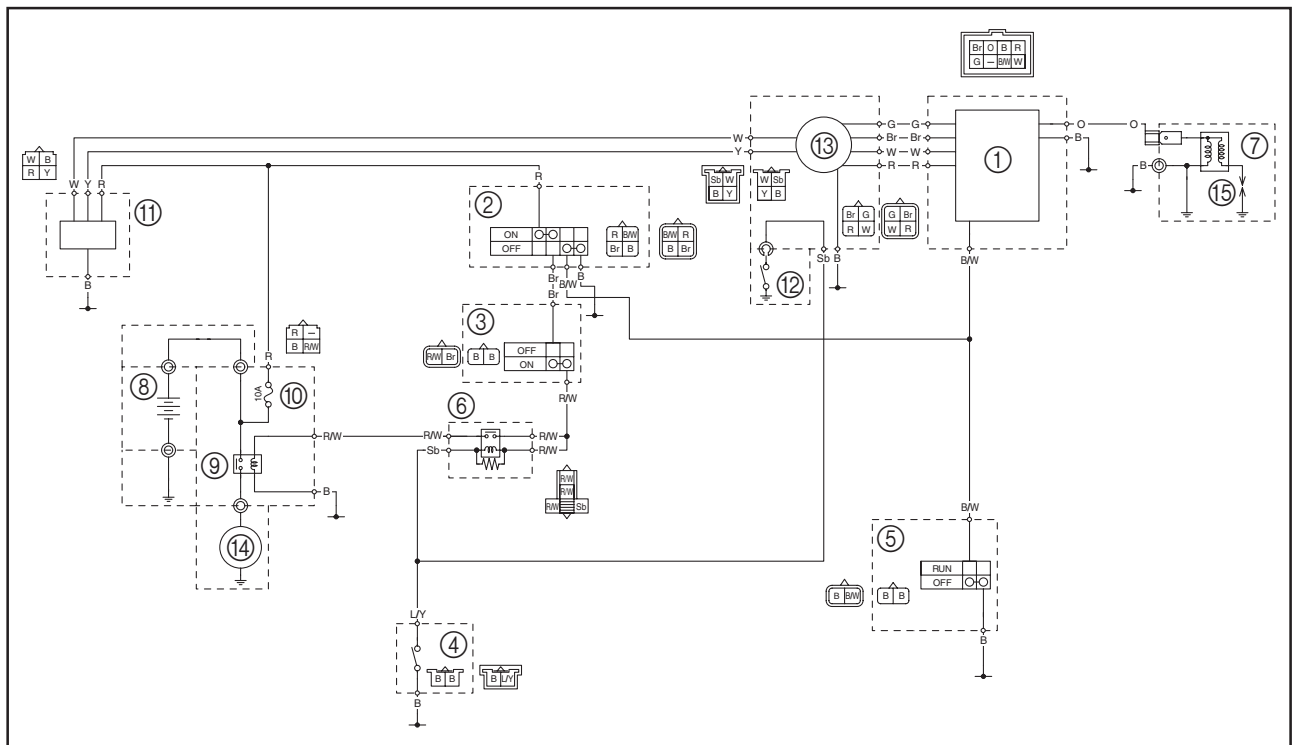 Br O B R
G — B/W W
W B
R Y
W Y R
⑪
B
R
②
ON
OFF
R B/W
Br B
B/W R
B Br
Br B/W B
Br
③
R/W Br
B B
OFF
ON
R/W
W
Y
⑬
G G
Br Br
W W
R R
Sb W
B Y
W Sb
Y B
Br G
R W
G Br
W R
⑫
Sb B
①
O O
B
B
⑦
⑮
B/W
R —
B R/W
R
10A
⑩
⑧
⑨
R/W
B
⑭
⑥
R/W R/W
Sb R/W
R/W
R/W
R/W Sb
L/Y
④
B B
B L/Y
B
B/W
⑤
RUN
OFF
B B/W
B B
B